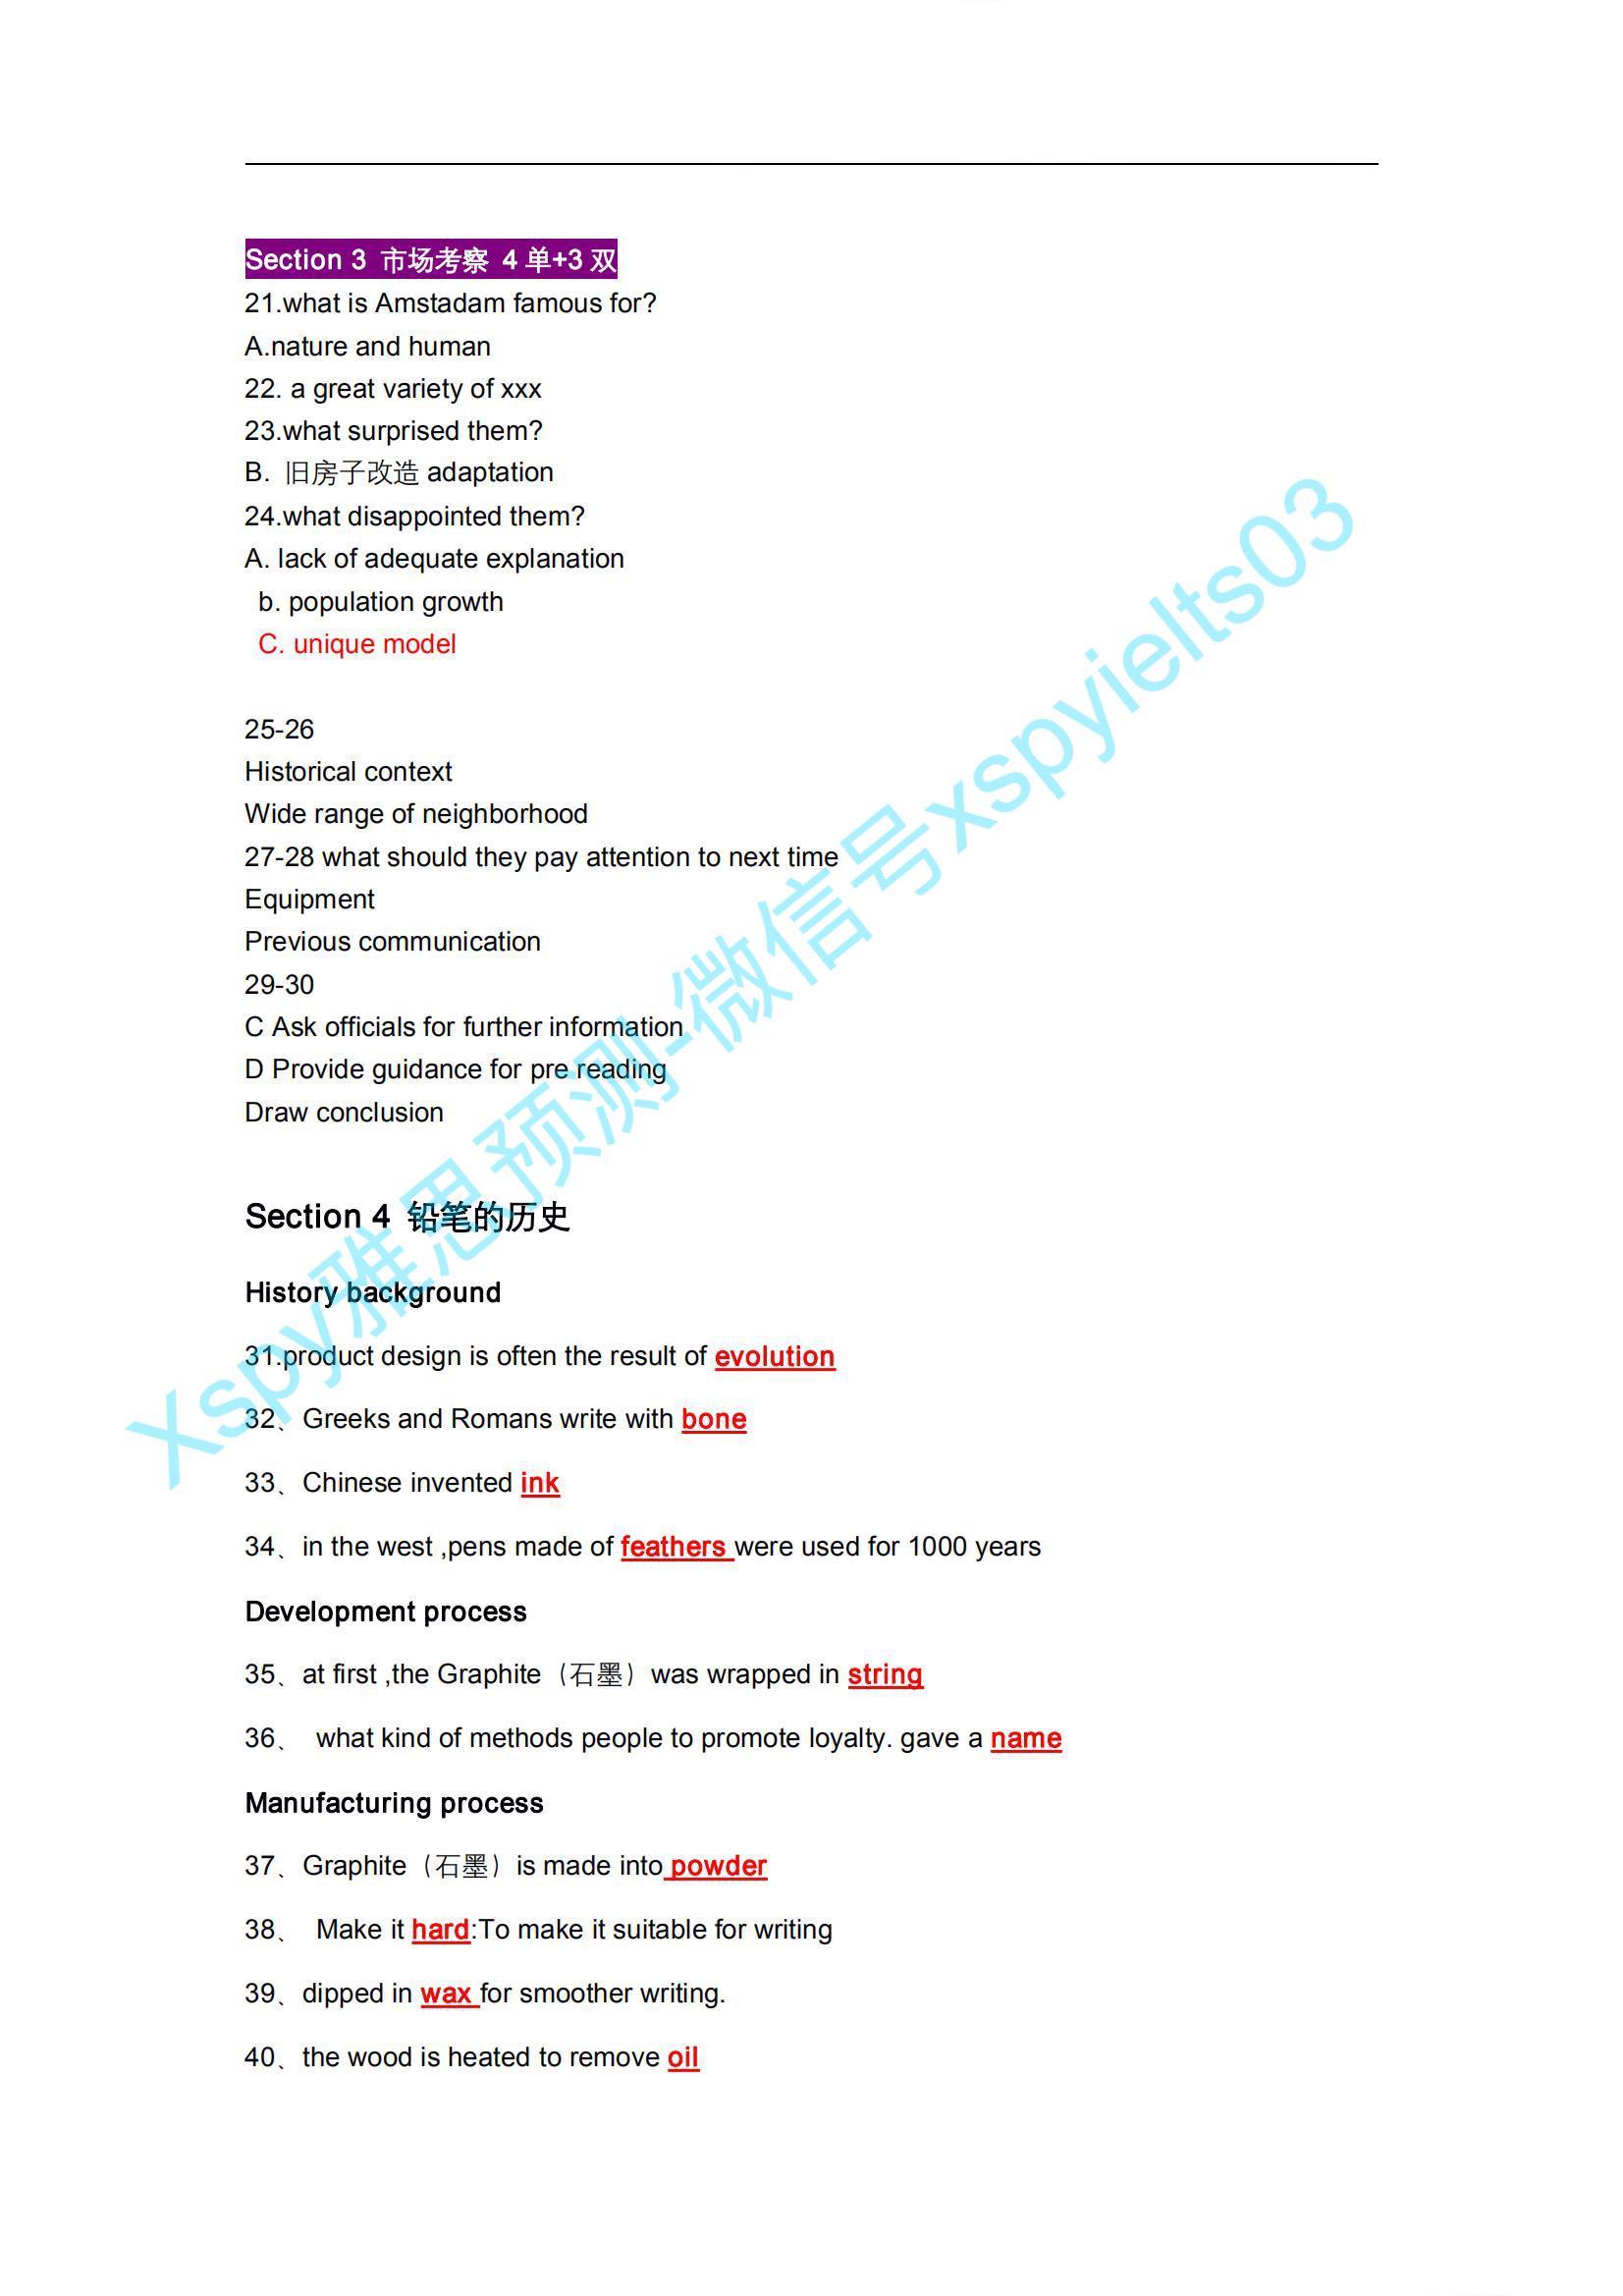 Section 3 市场考察 4 单+3 双
21.what is Amstadam famous for?
A.nature and human
22. a great variety of xxx
23.what surprised them?
B. 旧房子改造 adaptation
24.what disappointed them?
A. lack of adequate explanation
b. population growth
C. unique model
25-26
Historical context
Wide range of neighborhood
27-28 what should they pay attention to next time
Equipment
Previous communication
29-30
C Ask officials for further information
D Provide guidance for pre reading
Draw conclusion
Section 4 铅笔的历史
History background
31.product design is often the result of evolution
32、Greeks and Romans write with bone
33、Chinese invented ink
34、in the west ,pens made of feathers were used for 1000 years
Development process
35、at first ,the Graphite（石墨）was wrapped in string
36、 what kind of methods people to promote loyalty. gave a name
Manufacturing process
37、Graphite（石墨）is made into powder
38、 Make it hard:To make it suitable for writing
39、dipped in wax for smoother writing.
40、the wood is heated to remove oil
Xspy雅思预测-微信号xspyielts03